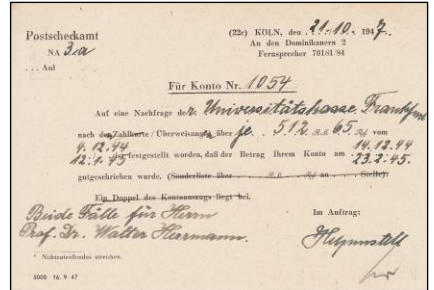 Postscheckamt
NA 3a
... Anl
(22c) KÖLN, den 21.10. 1947.
An den Dominikanern 2
Fernsprecher 70181/84
Für Konto Nr. 1054
Auf eine Nachfrage der Universitätskasse Frankfurt
nach den Zahlkarte / Überweisungen über je 512 R.M. 65 Rpf vom
9.12.44 14.12.44
12.1.45 ist festgestellt worden, daß der Betrag Ihrem Konto am 23.2.45.
gutgeschrieben wurde. (Sonderliste über R.M. Rpf an Stelle).
Ein Doppel des Kontoauszugs liegt bei.
Beide Fälle für Herrn
Prof. Dr. Walter Herrmann.
Im Auftrag:
* Nichtzutreffendes streichen.
5000 16. 9 47